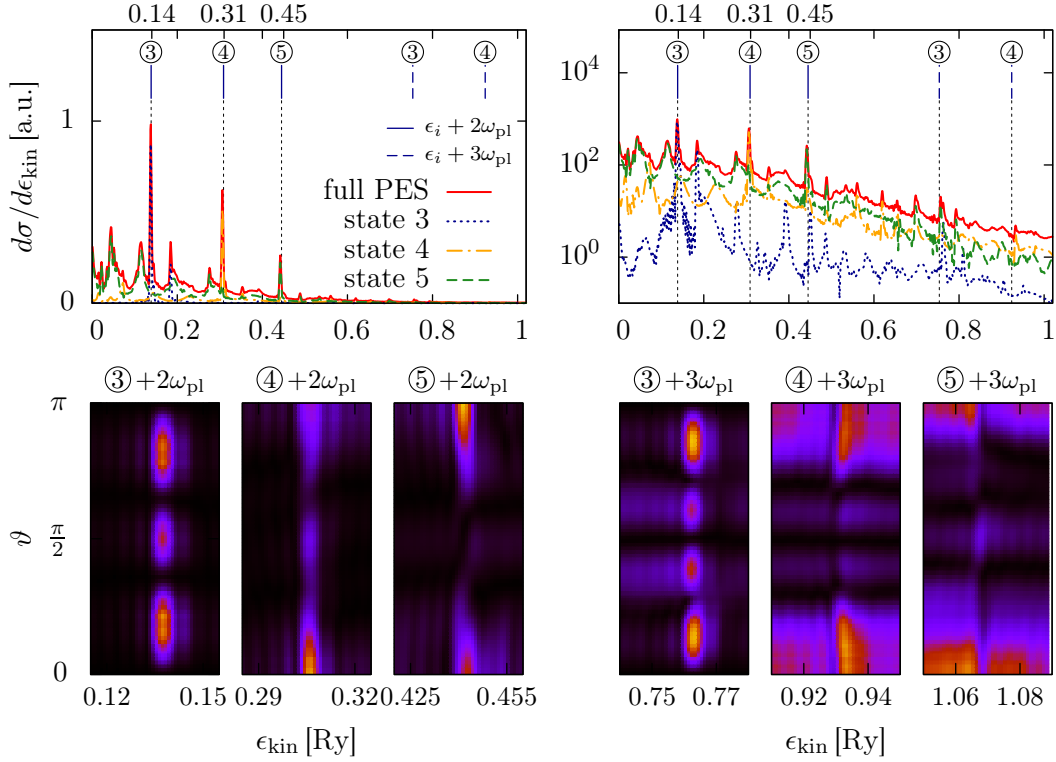 0.14 0.31 0.45
③ ④ ⑤ ③ ④
dσ/dϵkin [a.u.]
1
0
ϵi + 2ωpl
ϵi + 3ωpl
full PES
state 3
state 4
state 5
0 0.2 0.4 0.6 0.8 1
0.14 0.31 0.45
③ ④ ⑤ ③ ④
10^4
10^2
10^0
0 0.2 0.4 0.6 0.8 1
③+2ωpl ④+2ωpl ⑤+2ωpl
π
ϑ π/2
0
0.12 0.15 0.29 0.32 0.425 0.455
ϵkin [Ry]
③+3ωpl ④+3ωpl ⑤+3ωpl
0.75 0.77 0.92 0.94 1.06 1.08
ϵkin [Ry]